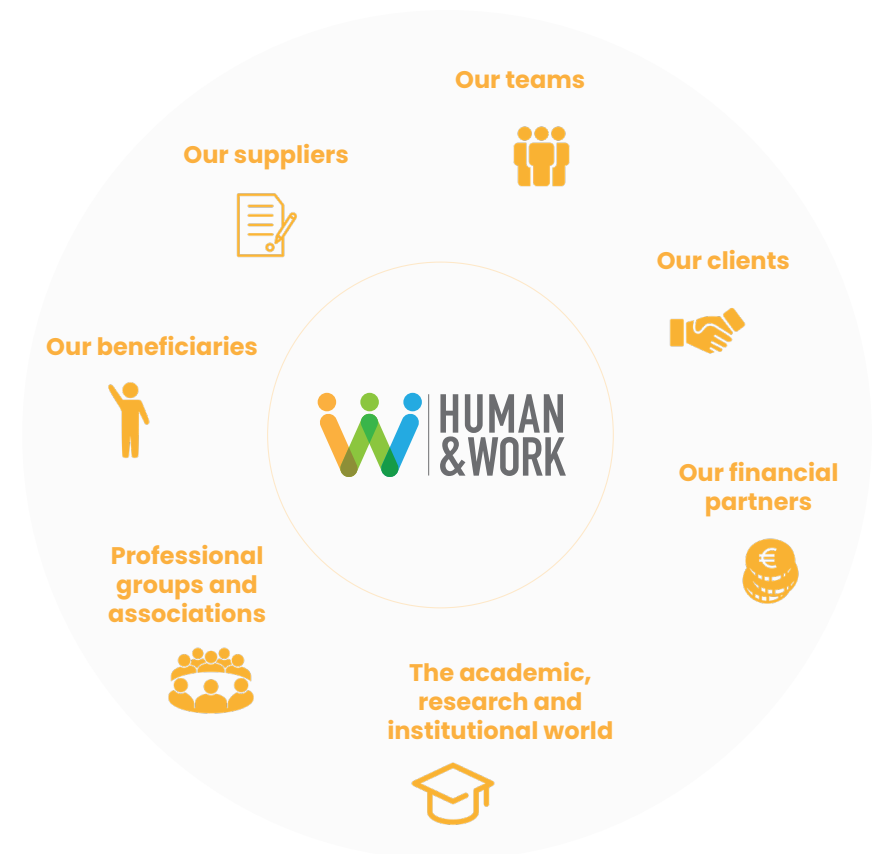 Our teams
Our suppliers
Our clients
Our beneficiaries
HUMAN
&WORK
Our financial
partners
Professional
groups and
associations
The academic,
research and
institutional world
€